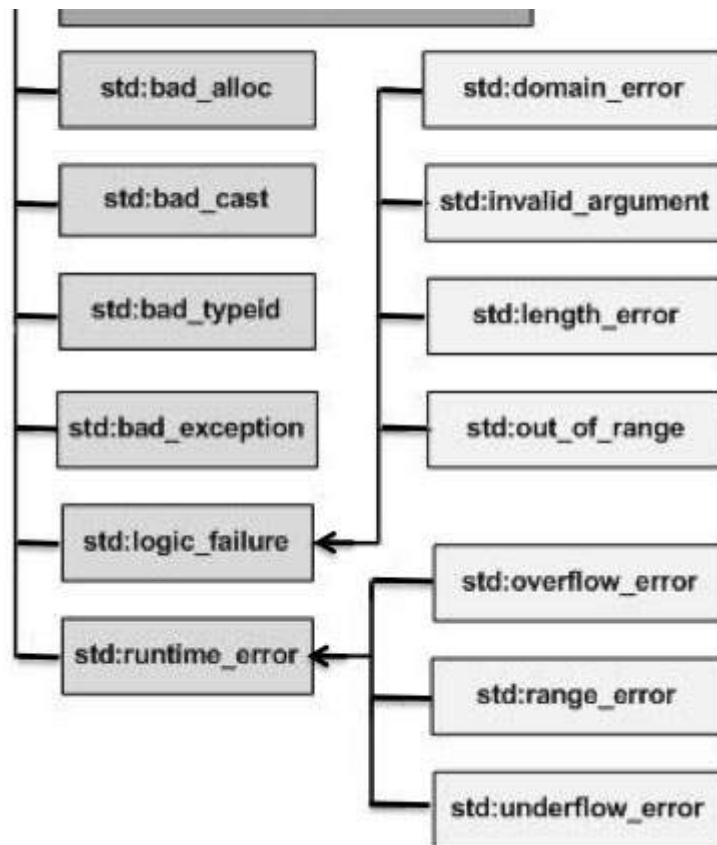 std:bad_alloc
std:bad_cast
std:bad_typeid
std:bad_exception
std:logic_failure
std:runtime_error
std:domain_error
std:invalid_argument
std:length_error
std:out_of_range
std:overflow_error
std:range_error
std:underflow_error